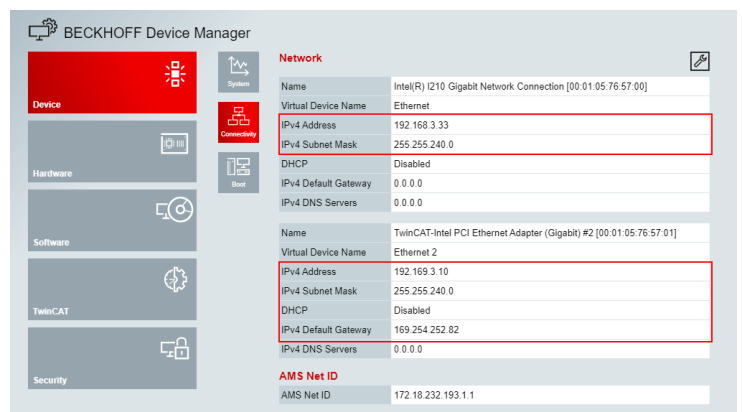 BECKHOFF Device Manager
Device
Hardware
Software
TwinCAT
Security
System
Connectivity
Boot
Network
Name Intel(R) I210 Gigabit Network Connection [00:01:05:76:57:00]
Virtual Device Name Ethernet
IPv4 Address 192.168.3.33
IPv4 Subnet Mask 255.255.240.0
DHCP Disabled
IPv4 Default Gateway 0.0.0.0
IPv4 DNS Servers 0.0.0.0
Name TwinCAT-Intel PCI Ethernet Adapter (Gigabit) #2 [00:01:05:76:57:01]
Virtual Device Name Ethernet 2
IPv4 Address 192.169.3.10
IPv4 Subnet Mask 255.255.240.0
DHCP Disabled
IPv4 Default Gateway 169.254.252.82
IPv4 DNS Servers 0.0.0.0
AMS Net ID
AMS Net ID 172.18.232.193.1.1